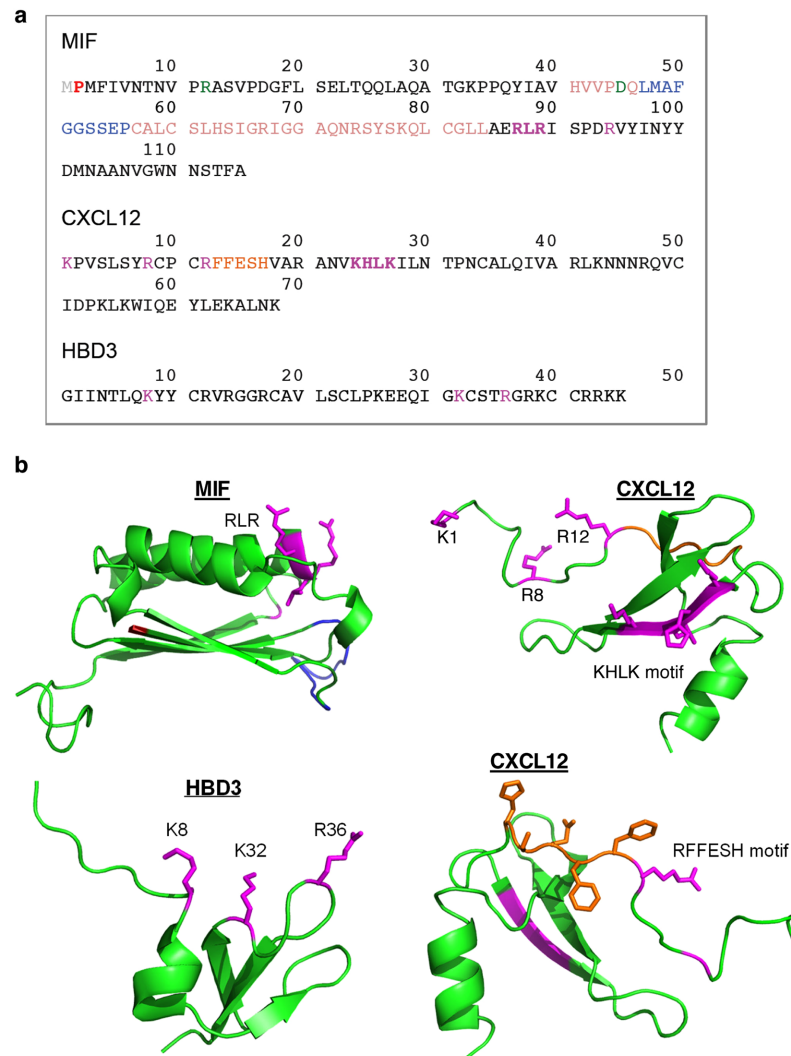 a
MIF
10 20 30 40 50
MPMFIVNTNV PRASVPDGFL SELTQQLAQA TGKPPQYIAV HVVPDQLMAF
60 70 80 90 100
GGSSEPCALC SLHSIGRIGG AQNRSYSKQL CGLLAERLRI SPDRVYINYY
110
DMNAANVGWN NSTFA
CXCL12
10 20 30 40 50
KPVSLSYRCP CRFFESHVAR ANVKHLKILN TPNCALQIVA RLKNNNRQVC
60 70
IDPKLKWIQE YLEKALNK
HBD3
10 20 30 40 50
GIINTLQKYY CRVRGGRCAV LSCLPKEEQI GKCSTRGRKC CRRKK
b
MIF
RLR
CXCL12
K1
R12
R8
KHLK motif
HBD3
K8
K32
R36
CXCL12
RFFESH motif